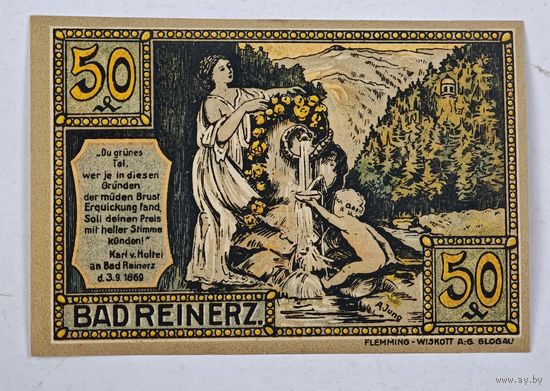 50
„Du grünes
Tal,
wer je in diesen
Gründen
der müden Brust
Erquickung fand,
Soll deinen Preis
mit heller Stimme
künden!"
Karl v. Holtei
an Bad Reinerz
d. 3. 9. 1869
A Jung
50
BAD REINERZ.
FLEMMING-WISKOTT A.-G. GLOGAU
www.ay.by